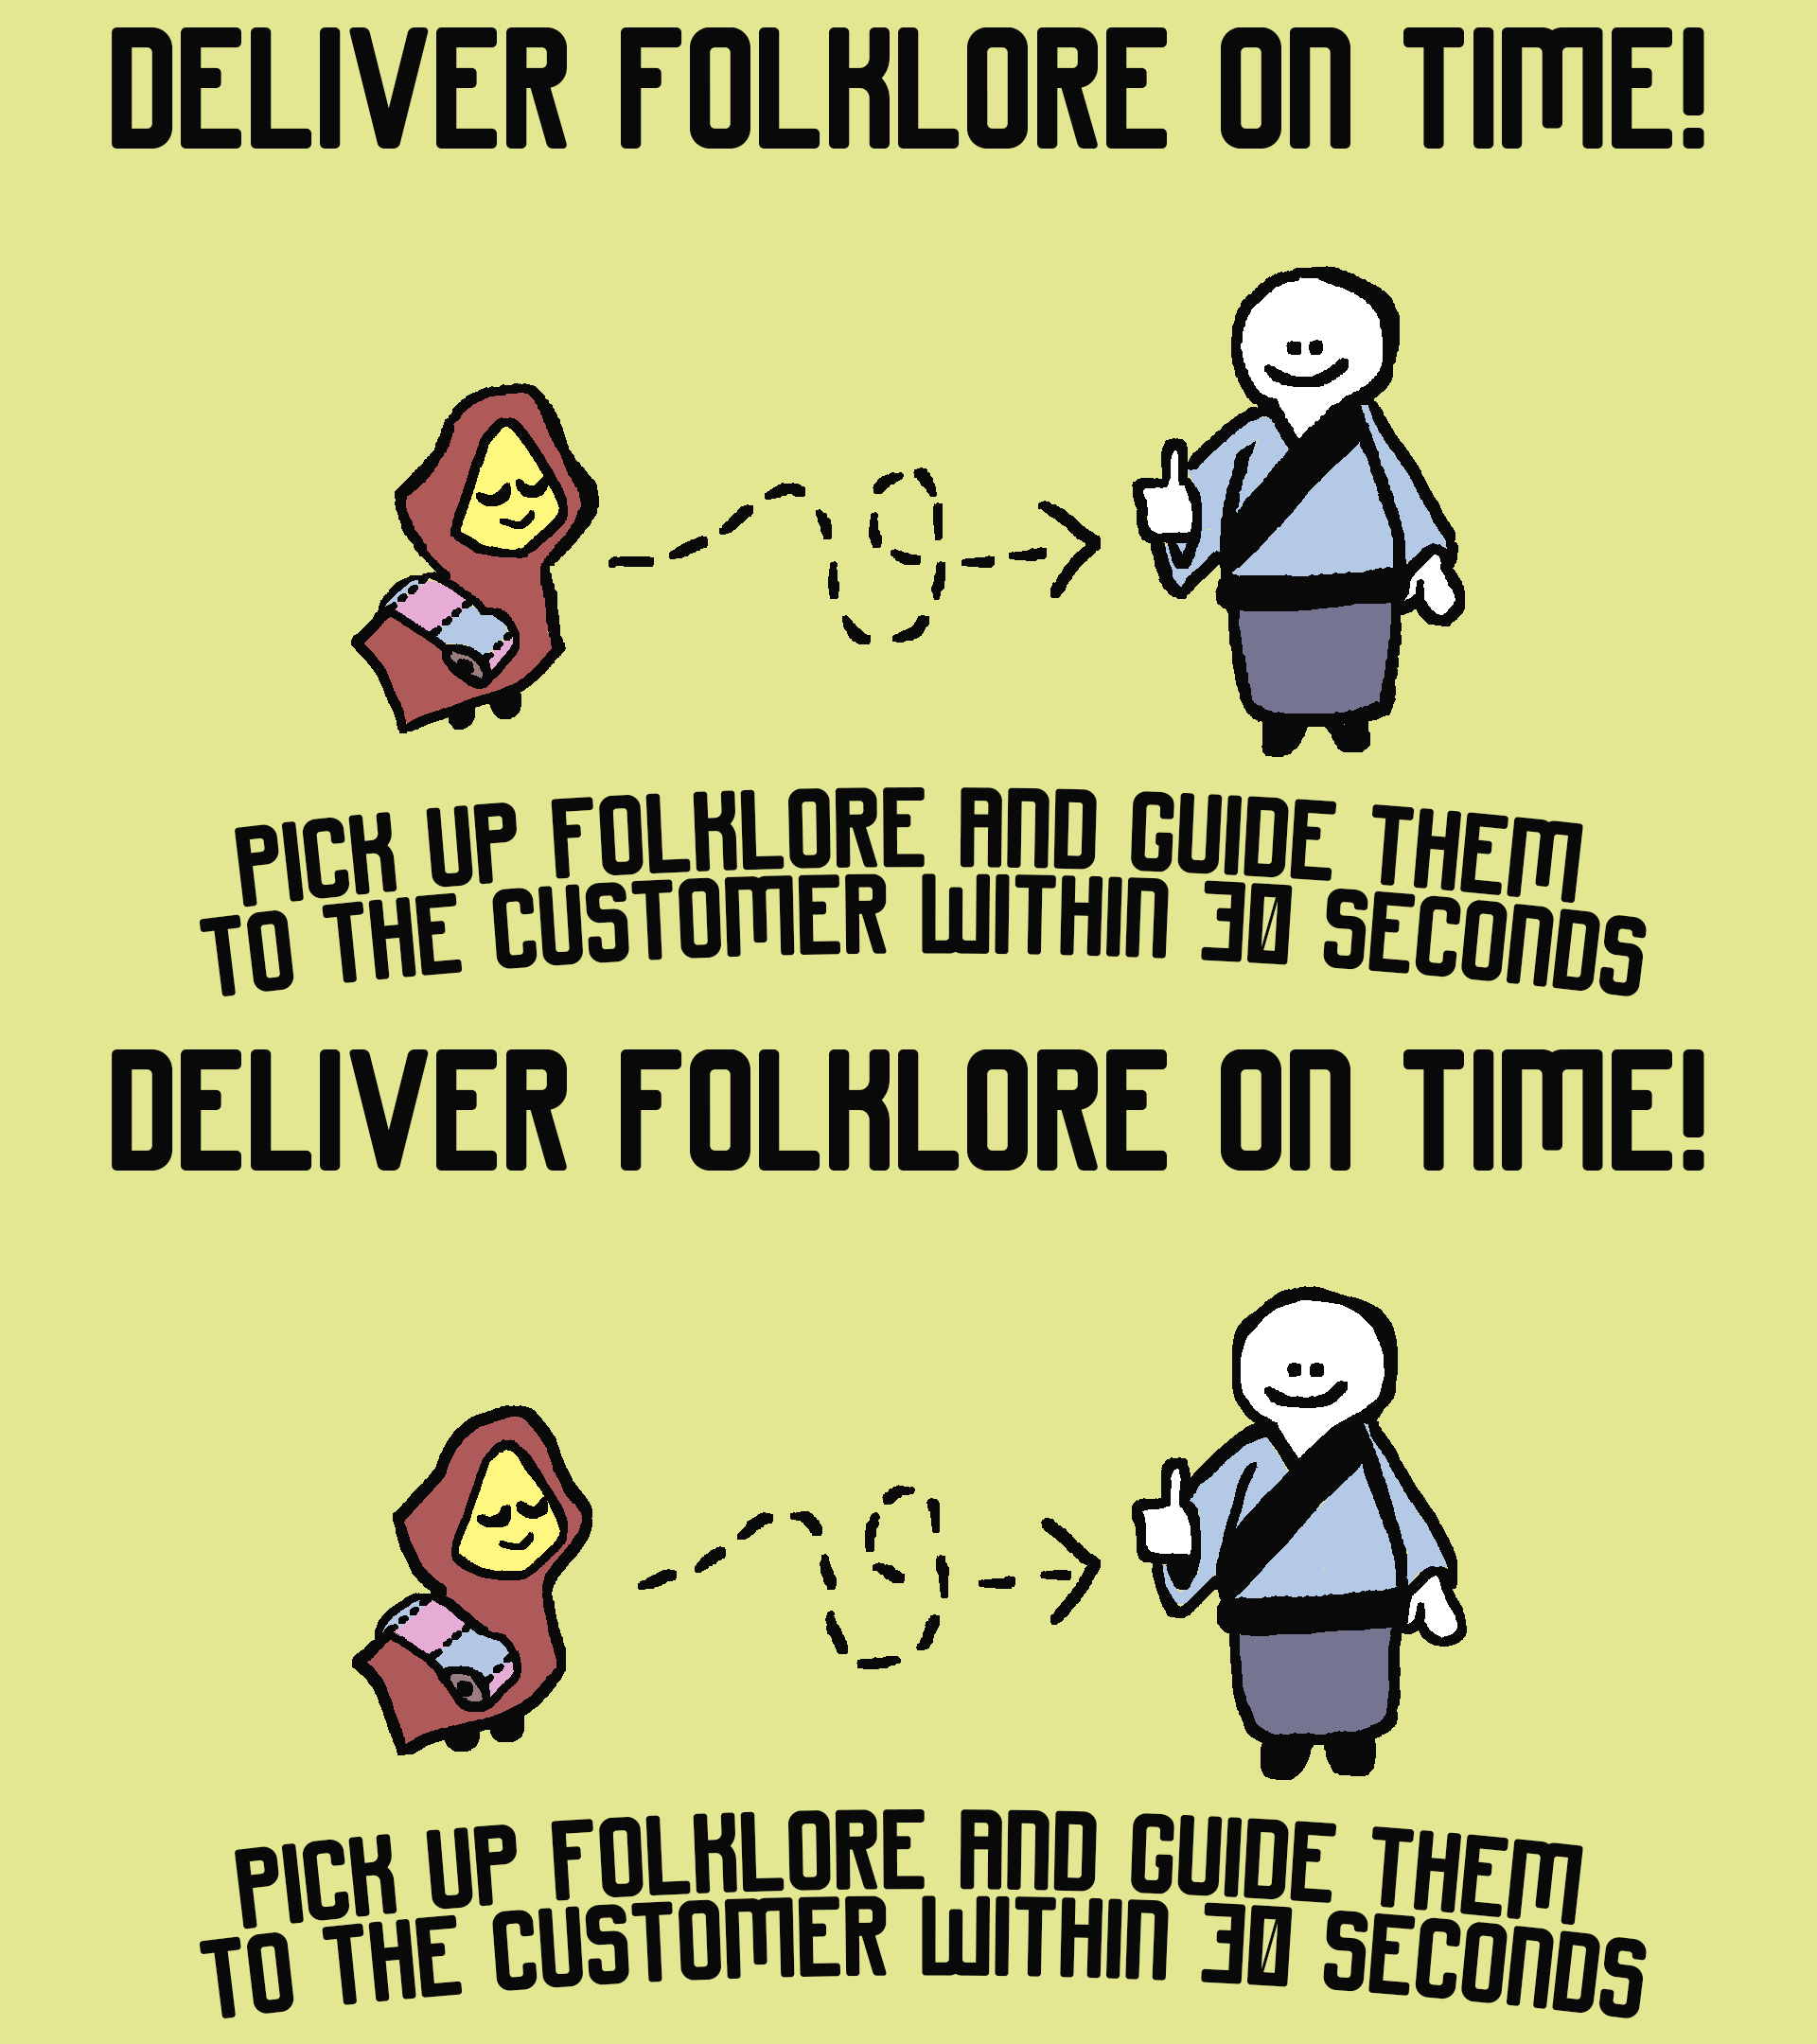 DELIVER FOLKLORE ON TIME!
PICK UP FOLKLORE AND GUIDE THEM
TO THE CUSTOMER WITHIN 30 SECONDS
DELIVER FOLKLORE ON TIME!
PICK UP FOLKLORE AND GUIDE THEM
TO THE CUSTOMER WITHIN 30 SECONDS